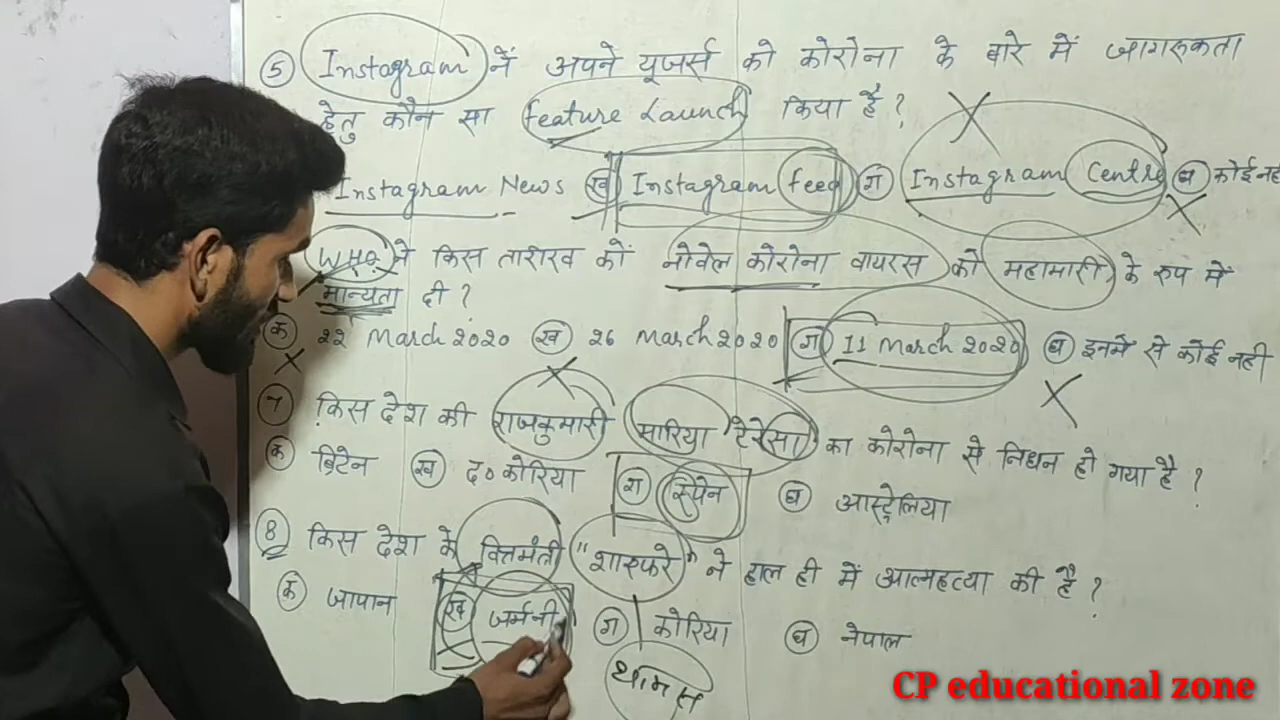 ⑤ Instagram नें अपने यूजर्स को कोरोना के बारे में जागरुकता
हेतु कौन सा feature Launch किया है ?
Instagram News ख Instagram feed ग Instagram Centre घ कोई नही
WHO ने किस तारीख कों नोवेल कोरोना वायरस को महामारी के रुप में
मान्यता दी ?
क 22 March 2020 ख 26 March 2020 ग 11 March 2020 घ इनमें से कोई नही
7 किस देश की राजकुमारी मारिया टेरेसा का कोरोना से निधन हो गया है ?
क ब्रिटेन ख द० कोरिया ग स्पेन घ आस्ट्रेलिया
8 किस देश के वित्तमंत्री "शाफरे" ने हाल ही में आत्महत्या की है ?
क जापान ख जर्मनी ग कोरिया घ नेपाल
थामस
CP educational zone